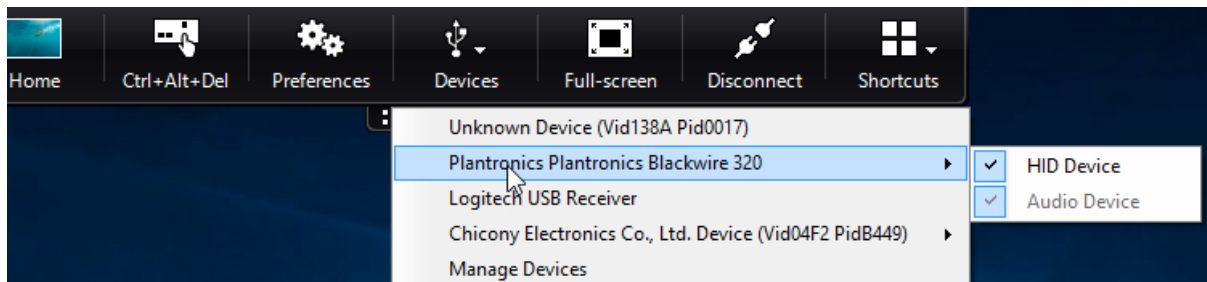 Home Ctrl+Alt+Del Preferences Devices Full-screen Disconnect Shortcuts
Unknown Device (Vid138A Pid0017)
Plantronics Plantronics Blackwire 320
HID Device
Logitech USB Receiver
Audio Device
Chicony Electronics Co., Ltd. Device (Vid04F2 PidB449)
Manage Devices